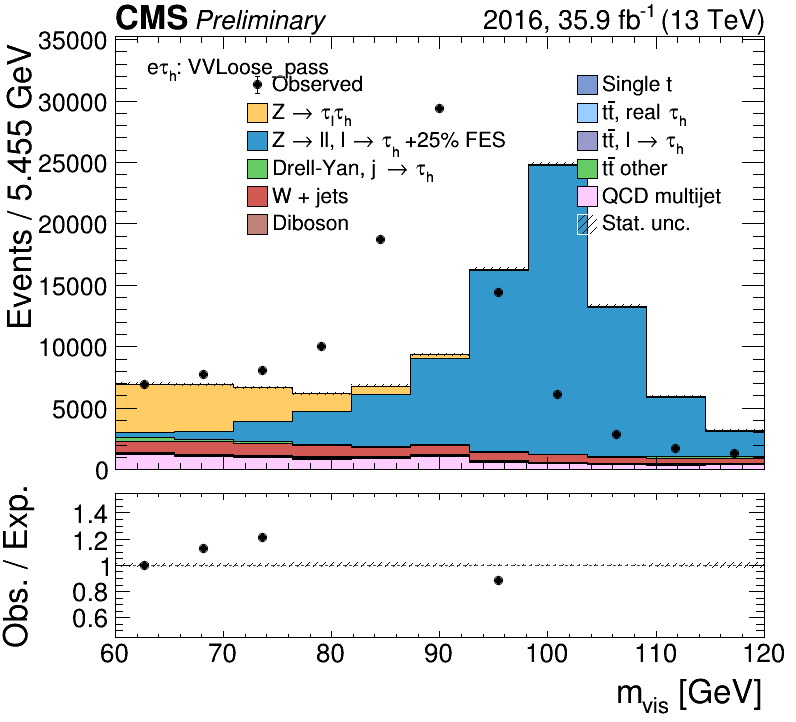 CMS Preliminary 2016, 35.9 fb⁻¹ (13 TeV)
Events / 5.455 GeV
35000
30000
25000
20000
15000
10000
5000
0
eτh: VVLoose_pass
Observed
Z → τlτh
Z → ll, l → τh +25% FES
Drell-Yan, j → τh
W + jets
Diboson
Single t
tt̄, real τh
tt̄, l → τh
tt̄ other
QCD multijet
Stat. unc.
Obs. / Exp.
1.4
1.2
1
0.8
0.6
60 70 80 90 100 110 120
mvis [GeV]